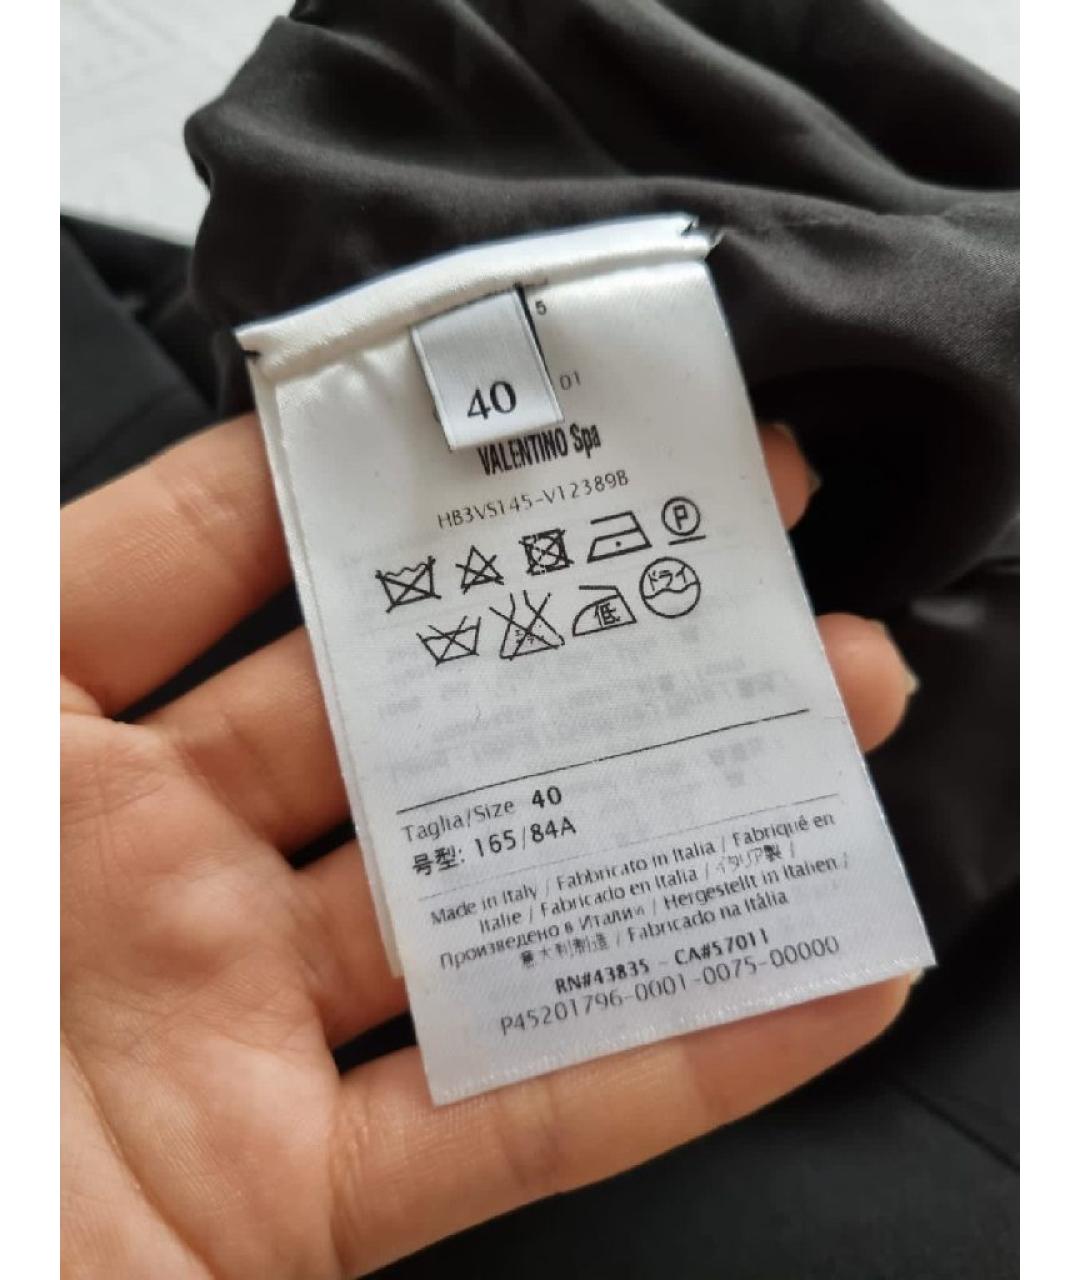 5
40
01
VALENTINO Spa
HB3VS145-V12389B
P
低
ドライ
Taglia/Size 40
号型: 165/84A
Made in Italy / Fabbricato in Italia / Fabriqué en
Italie / Fabricado en Italia / イタリア製 /
Произведено в Италии / Hergestellt in Italien /
意大利制造 / Fabricado na Itália
RN#43835 - CA#57011
P45201796-0001-0075-00000